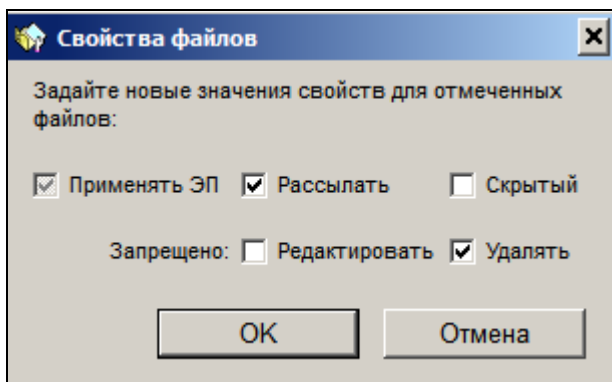 Свойства файлов
Задайте новые значения свойств для отмеченных
файлов:
Применять ЭП Рассылать Скрытый
Запрещено: Редактировать Удалять
OK Отмена